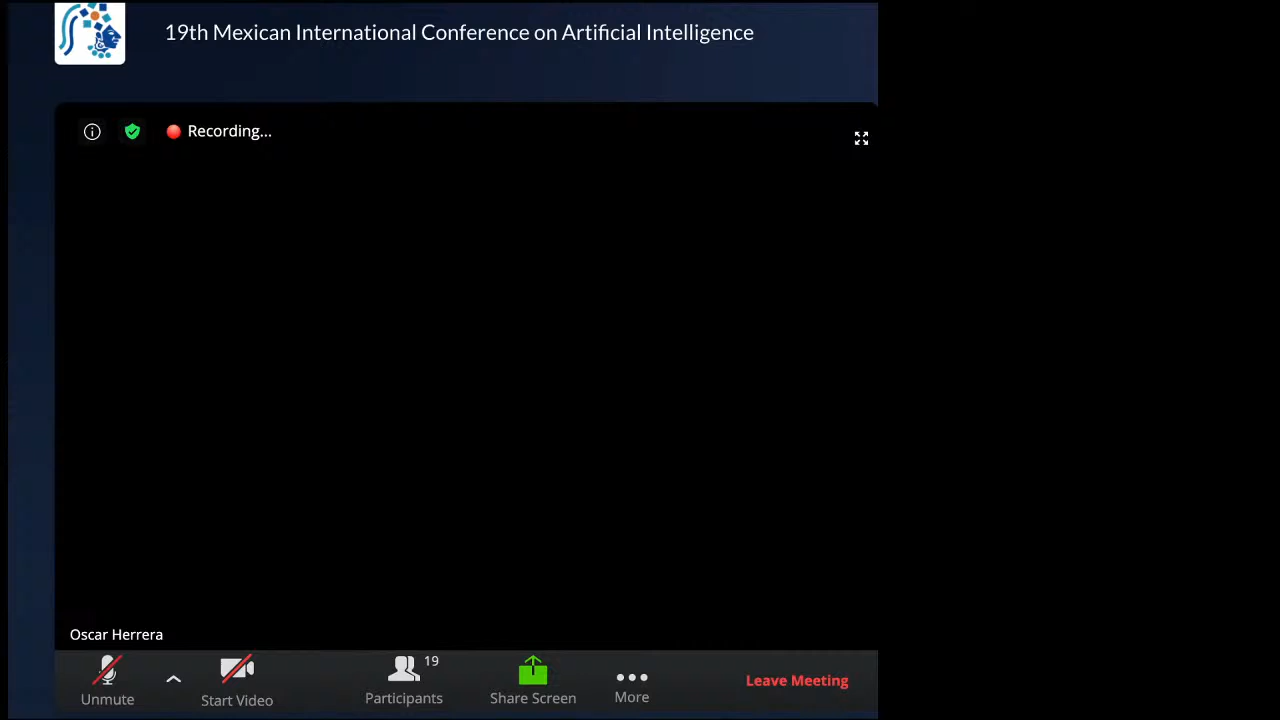 19th Mexican International Conference on Artificial Intelligence
Recording...
Oscar Herrera
19
Unmute
Start Video
Participants
Share Screen
More
Leave Meeting